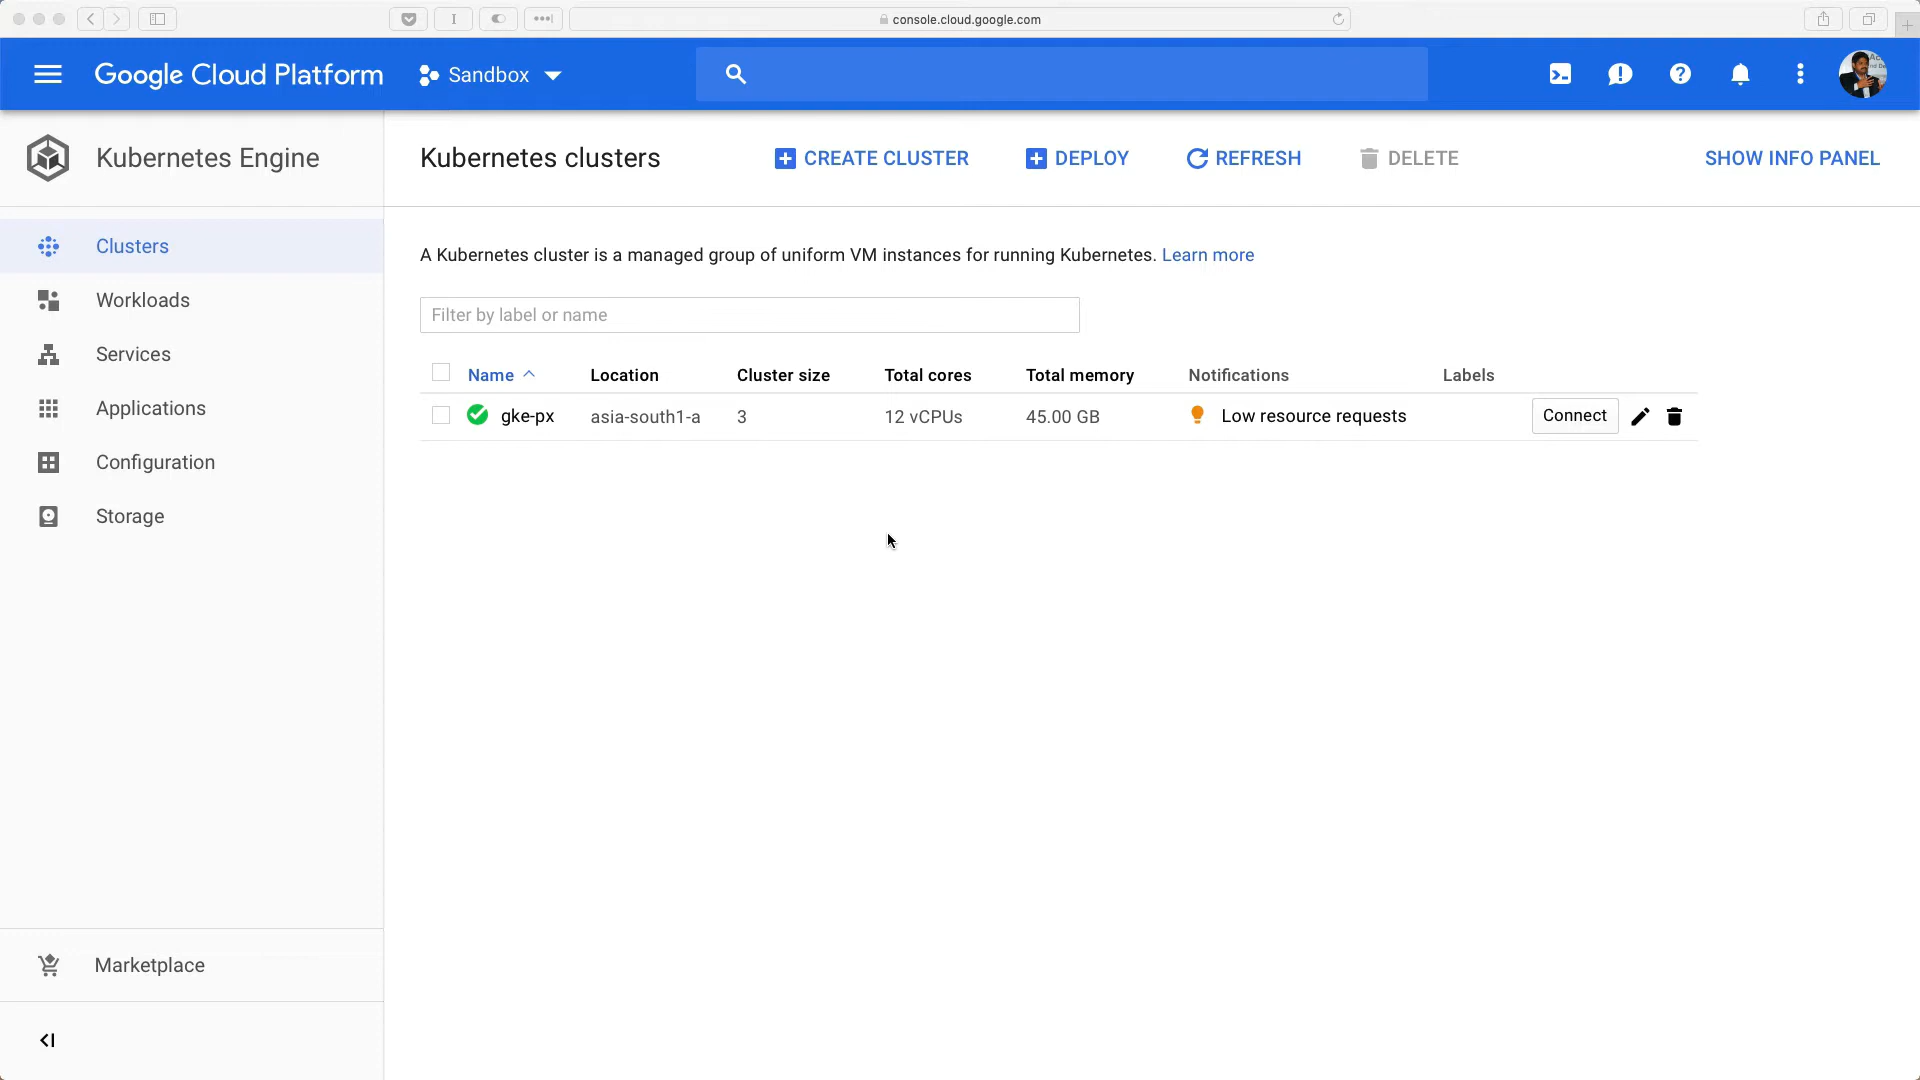 console.cloud.google.com
Google Cloud Platform
Sandbox
Kubernetes Engine
Kubernetes clusters
CREATE CLUSTER
DEPLOY
REFRESH
DELETE
SHOW INFO PANEL
Clusters
Workloads
Services
Applications
Configuration
Storage
Marketplace
A Kubernetes cluster is a managed group of uniform VM instances for running Kubernetes. Learn more
Filter by label or name
Name Location Cluster size Total cores Total memory Notifications Labels
gke-px asia-south1-a 3 12 vCPUs 45.00 GB Low resource requests Connect